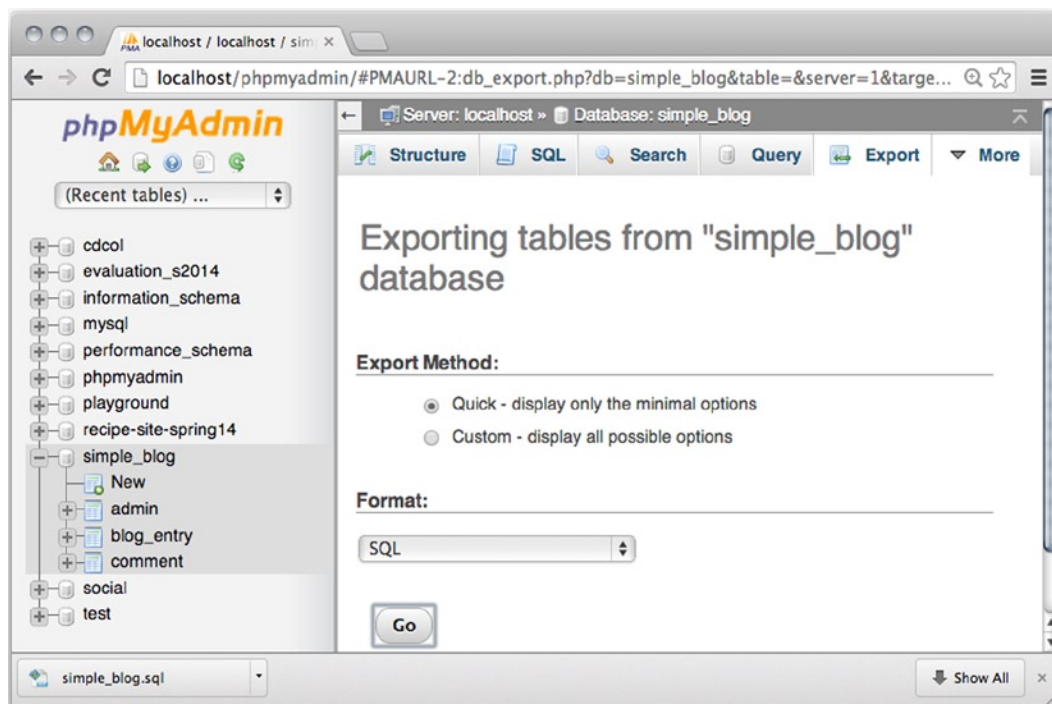 localhost / localhost / sim
localhost/phpmyadmin/#PMAURL-2:db_export.php?db=simple_blog&table=&server=1&targe...
phpMyAdmin
(Recent tables) ...
cdcol
evaluation_s2014
information_schema
mysql
performance_schema
phpmyadmin
playground
recipe-site-spring14
simple_blog
New
admin
blog_entry
comment
social
test
Server: localhost » Database: simple_blog
Structure SQL Search Query Export More
Exporting tables from "simple_blog"
database
Export Method:
Quick - display only the minimal options
Custom - display all possible options
Format:
SQL
Go
simple_blog.sql
Show All